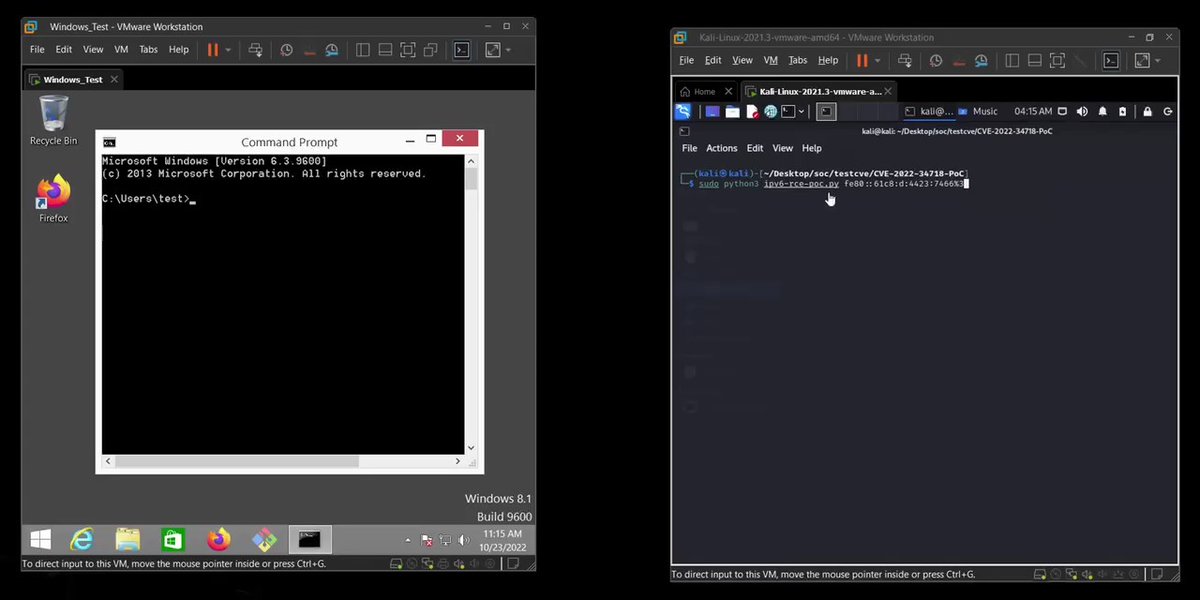 Windows_Test - VMware Workstation
File Edit View VM Tabs Help
Windows_Test
Recycle Bin
Firefox
Command Prompt
Microsoft Windows [Version 6.3.9600]
(c) 2013 Microsoft Corporation. All rights reserved.
C:\Users\test>_
Windows 8.1
Build 9600
11:15 AM
10/23/2022
To direct input to this VM, move the mouse pointer inside or press Ctrl+G.
Kali-Linux-2021.3-vmware-amd64 - VMware Workstation
File Edit View VM Tabs Help
Home Kali-Linux-2021.3-vmware-a...
kali@... Music 04:15 AM
kali@kali: ~/Desktop/soc/testcve/CVE-2022-34718-PoC
File Actions Edit View Help
(kali㉿kali)-[~/Desktop/soc/testcve/CVE-2022-34718-PoC]
$ sudo python3 ipv6-rce-poc.py fe80::61c8:d:4423:7466%3
To direct input to this VM, move the mouse pointer inside or press Ctrl+G.